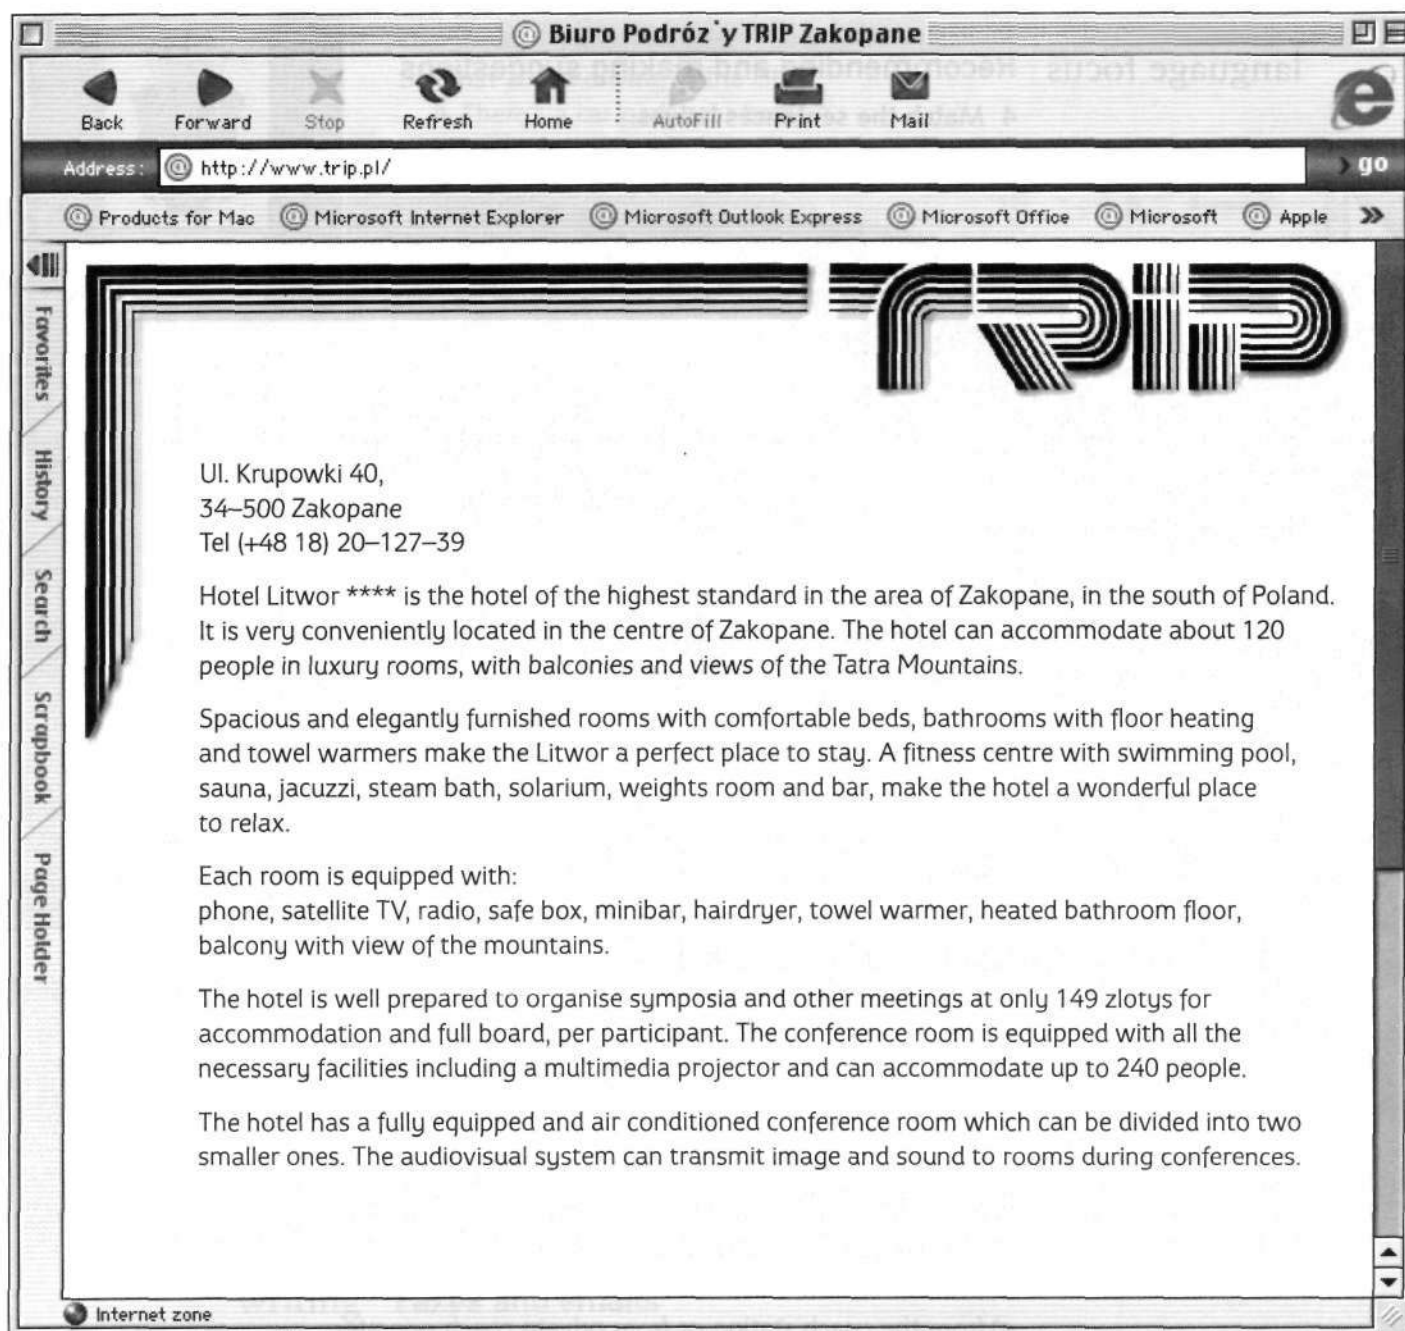 Biuro Podróz˙y TRIP Zakopane
Back Forward Stop Refresh Home AutoFill Print Mail
Address: http://www.trip.pl/ go
Products for Mac Microsoft Internet Explorer Microsoft Outlook Express Microsoft Office Microsoft Apple
Favorites
History
Search
Scrapbook
Page Holder
TRIP
Ul. Krupowki 40,
34–500 Zakopane
Tel (+48 18) 20–127–39
Hotel Litwor **** is the hotel of the highest standard in the area of Zakopane, in the south of Poland.
It is very conveniently located in the centre of Zakopane. The hotel can accommodate about 120
people in luxury rooms, with balconies and views of the Tatra Mountains.
Spacious and elegantly furnished rooms with comfortable beds, bathrooms with floor heating
and towel warmers make the Litwor a perfect place to stay. A fitness centre with swimming pool,
sauna, jacuzzi, steam bath, solarium, weights room and bar, make the hotel a wonderful place
to relax.
Each room is equipped with:
phone, satellite TV, radio, safe box, minibar, hairdryer, towel warmer, heated bathroom floor,
balcony with view of the mountains.
The hotel is well prepared to organise symposia and other meetings at only 149 zlotys for
accommodation and full board, per participant. The conference room is equipped with all the
necessary facilities including a multimedia projector and can accommodate up to 240 people.
The hotel has a fully equipped and air conditioned conference room which can be divided into two
smaller ones. The audiovisual system can transmit image and sound to rooms during conferences.
Internet zone